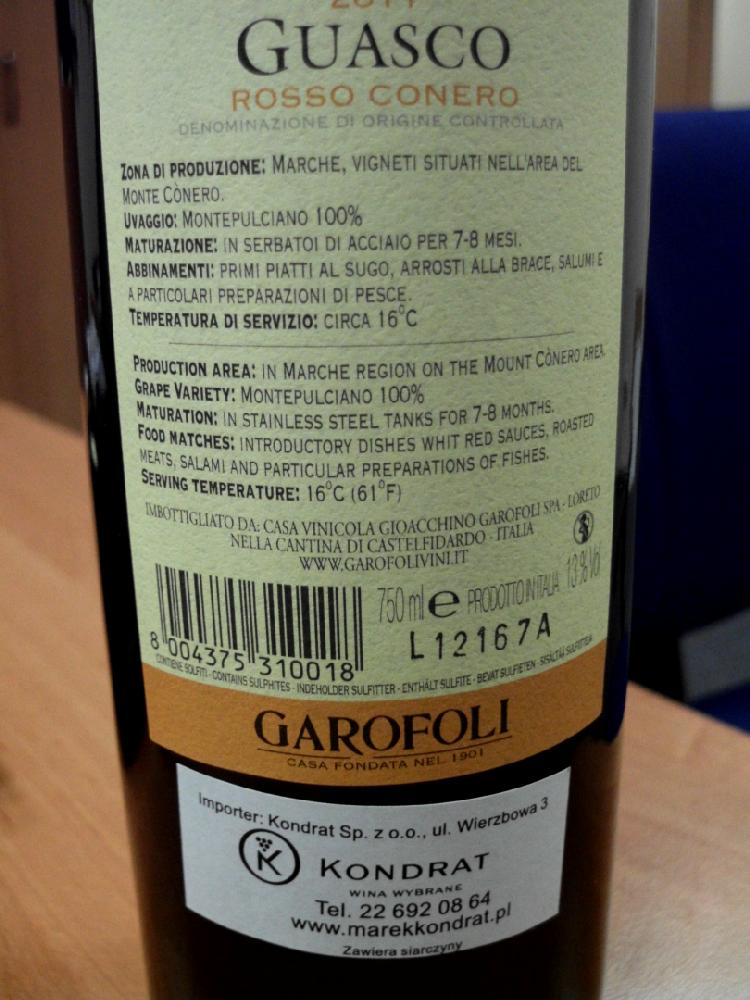 2011
GUASCO
ROSSO CONERO
DENOMINAZIONE DI ORIGINE CONTROLLATA
ZONA DI PRODUZIONE: MARCHE, VIGNETI SITUATI NELL'AREA DEL
MONTE CÒNERO.
UVAGGIO: MONTEPULCIANO 100%
MATURAZIONE: IN SERBATOI DI ACCIAIO PER 7-8 MESI.
ABBINAMENTI: PRIMI PIATTI AL SUGO, ARROSTI ALLA BRACE, SALUMI E
A PARTICOLARI PREPARAZIONI DI PESCE.
TEMPERATURA DI SERVIZIO: CIRCA 16°C
PRODUCTION AREA: IN MARCHE REGION ON THE MOUNT CÒNERO AREA.
GRAPE VARIETY: MONTEPULCIANO 100%
MATURATION: IN STAINLESS STEEL TANKS FOR 7-8 MONTHS.
FOOD MATCHES: INTRODUCTORY DISHES WHIT RED SAUCES, ROASTED
MEATS, SALAMI AND PARTICULAR PREPARATIONS OF FISHES.
SERVING TEMPERATURE: 16°C (61°F)
IMBOTTIGLIATO DA: CASA VINICOLA GIOACCHINO GAROFOLI SPA - LORETO
NELLA CANTINA DI CASTELFIDARDO - ITALIA
WWW.GAROFOLIVINI.IT
750 ml e PRODOTTO IN ITALIA 13% Vol
L12167A
8 004375 310018
CONTIENE SOLFITI - CONTAINS SULPHITES - INDEHOLDER SULFITTER - ENTHÄLT SULFITE - BEVAT SULFIETEN - SISÄLTÄÄ SULFIITTEJA
GAROFOLI
CASA FONDATA NEL 1901
Importer: Kondrat Sp. z o.o., ul. Wierzbowa 3
K KONDRAT
WINA WYBRANE
Tel. 22 692 08 64
www.marekkondrat.pl
Zawiera siarczyny